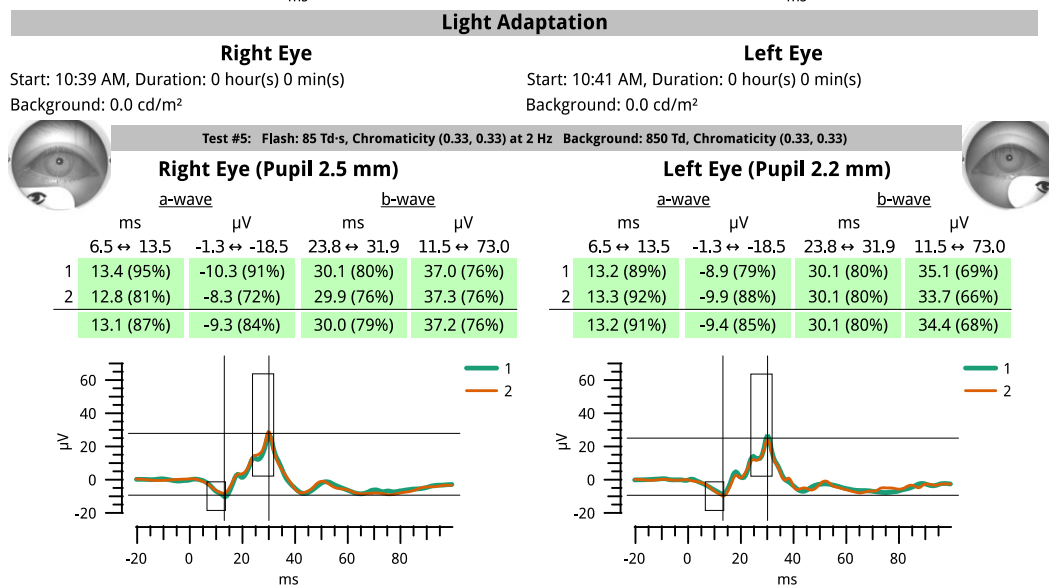 ms ms
Light Adaptation
Right Eye Left Eye
Start: 10:39 AM, Duration: 0 hour(s) 0 min(s) Start: 10:41 AM, Duration: 0 hour(s) 0 min(s)
Background: 0.0 cd/m² Background: 0.0 cd/m²
Test #5: Flash: 85 Td·s, Chromaticity (0.33, 0.33) at 2 Hz Background: 850 Td, Chromaticity (0.33, 0.33)
Right Eye (Pupil 2.5 mm)
a-wave b-wave
ms µV ms µV
6.5 ↔ 13.5 -1.3 ↔ -18.5 23.8 ↔ 31.9 11.5 ↔ 73.0
1 13.4 (95%) -10.3 (91%) 30.1 (80%) 37.0 (76%)
2 12.8 (81%) -8.3 (72%) 29.9 (76%) 37.3 (76%)
13.1 (87%) -9.3 (84%) 30.0 (79%) 37.2 (76%)
1
2
µV
60
40
20
0
-20
-20 0 20 40 60 80
ms
Left Eye (Pupil 2.2 mm)
a-wave b-wave
ms µV ms µV
6.5 ↔ 13.5 -1.3 ↔ -18.5 23.8 ↔ 31.9 11.5 ↔ 73.0
1 13.2 (89%) -8.9 (79%) 30.1 (80%) 35.1 (69%)
2 13.3 (92%) -9.9 (88%) 30.1 (80%) 33.7 (66%)
13.2 (91%) -9.4 (85%) 30.1 (80%) 34.4 (68%)
1
2
µV
60
40
20
0
-20
-20 0 20 40 60 80
ms